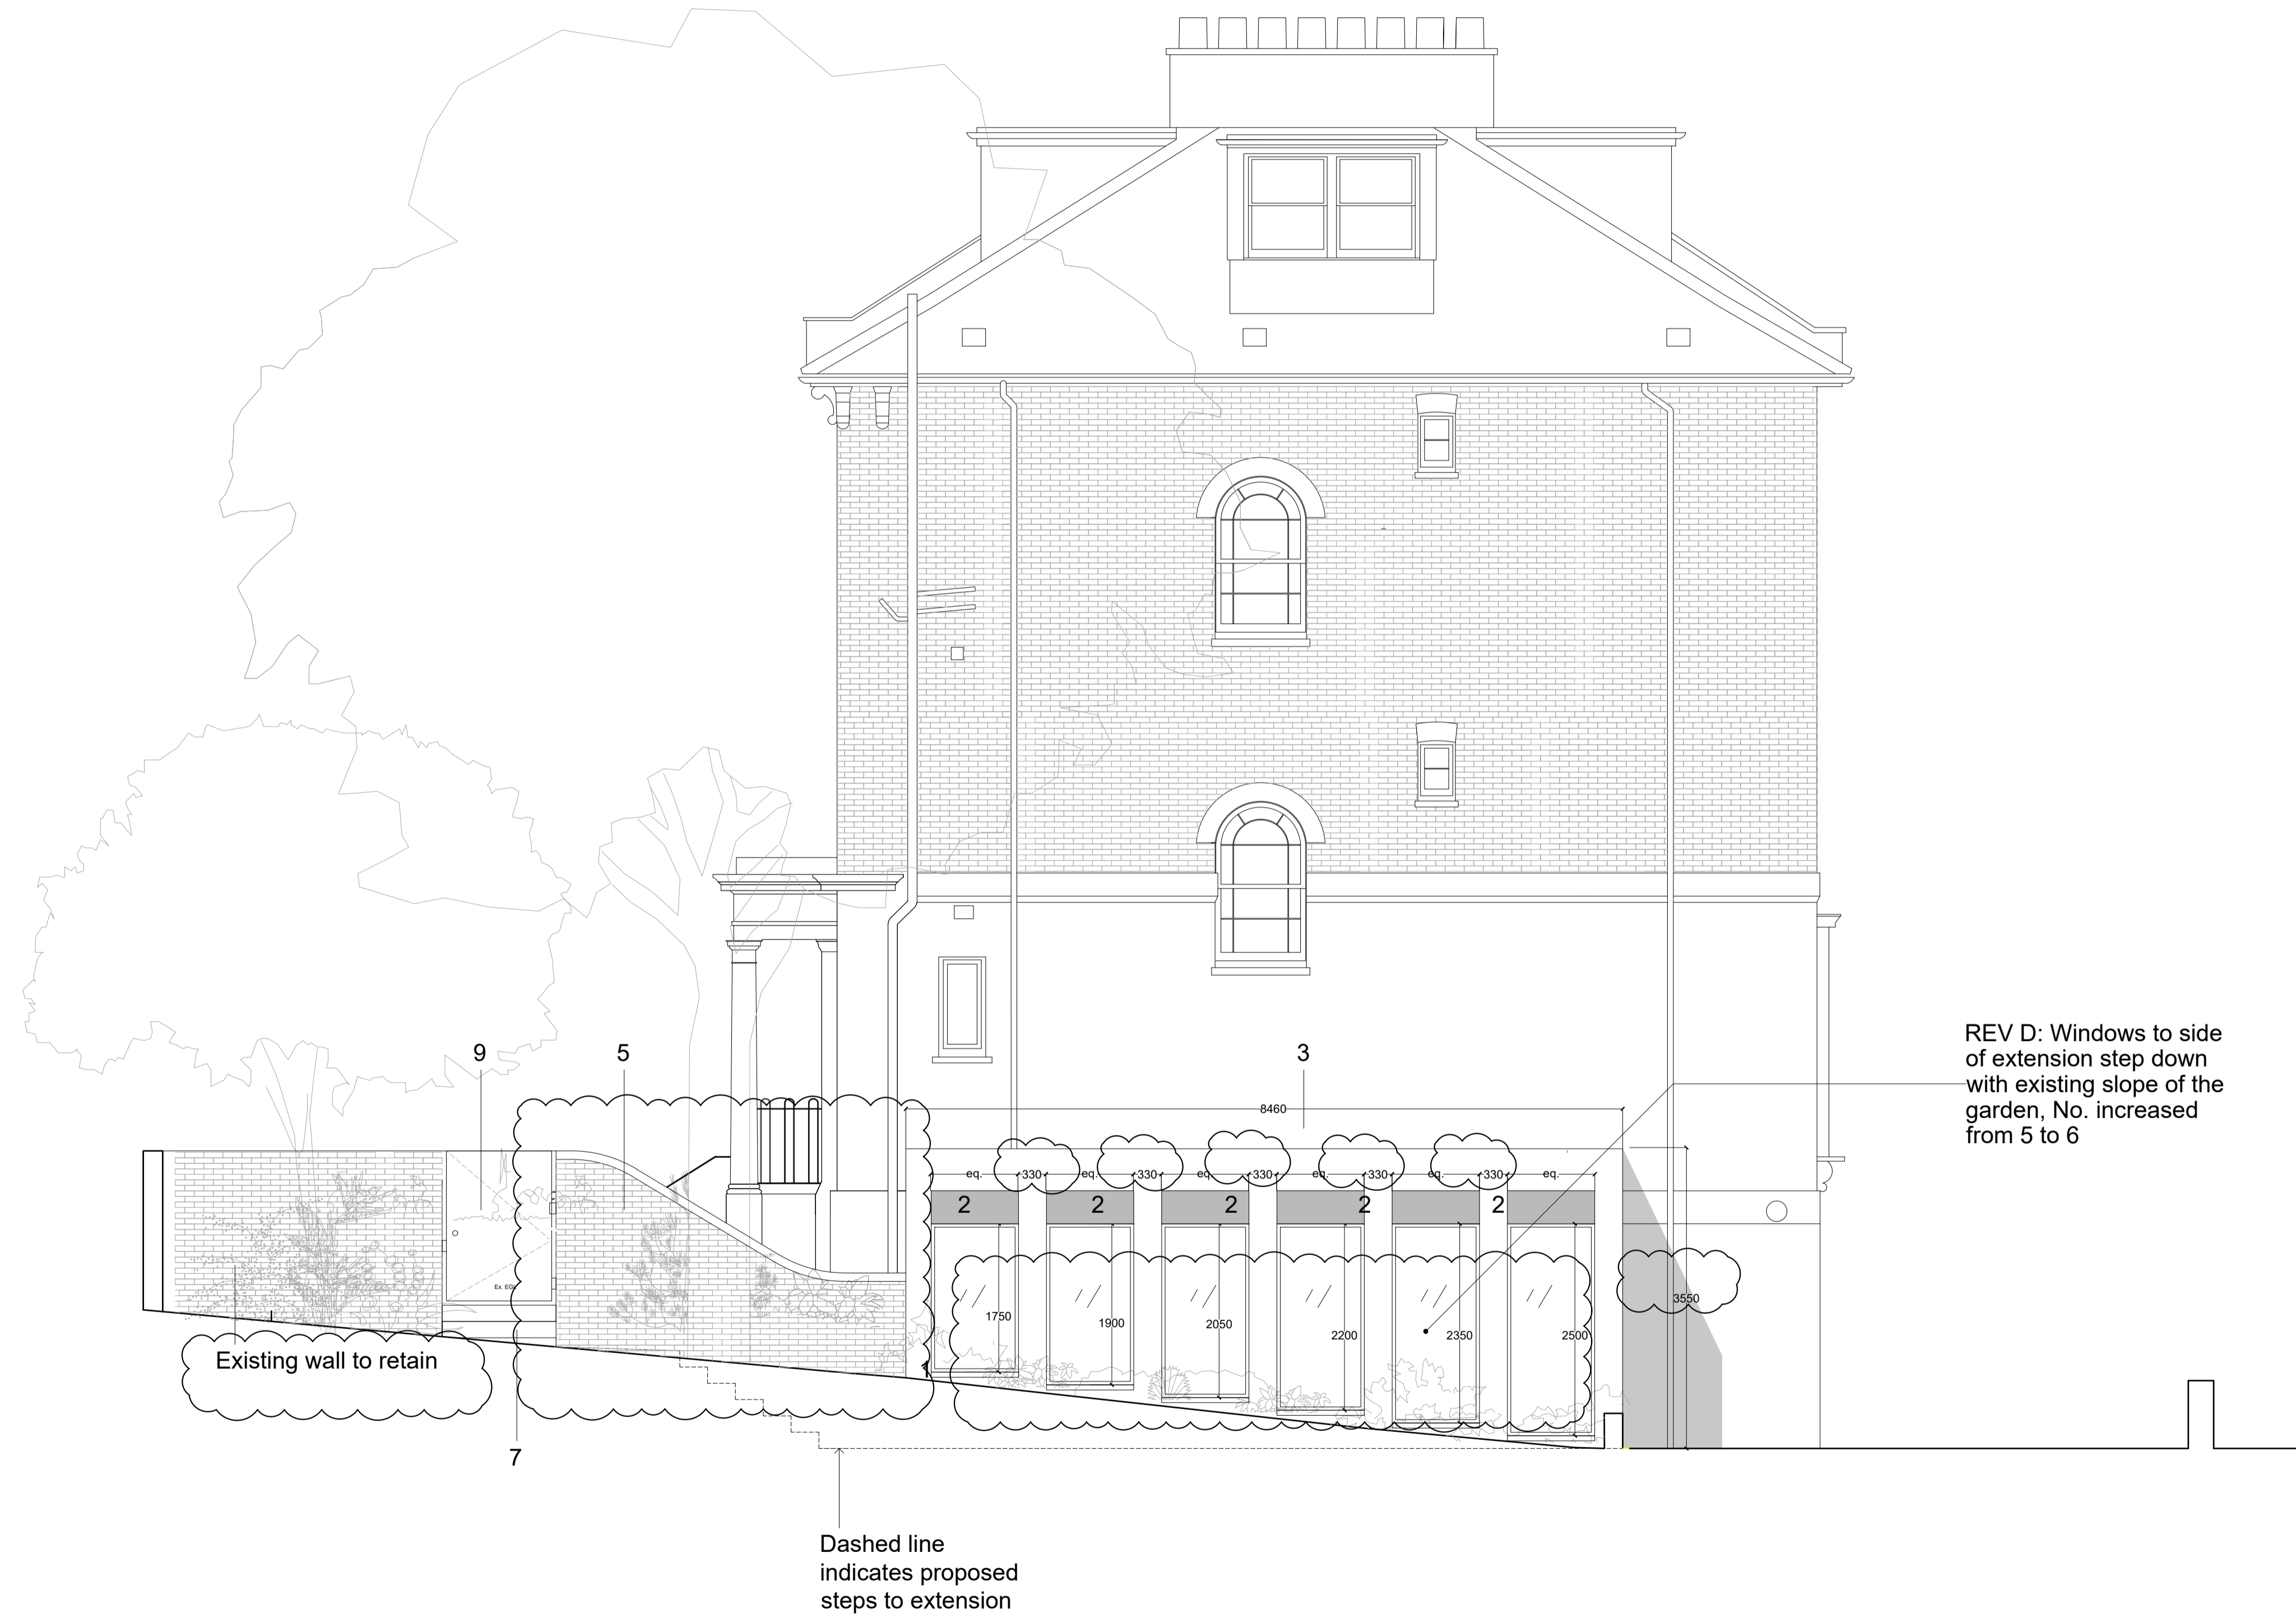 9
5
3
REV D: Windows to side
of extension step down
with existing slope of the
garden, No. increased
from 5 to 6
8460
eq. 330 eq. 330 eq. 330 eq. 330 eq. 330 eq.
2 2 2 2 2
Ex. EGL
3550
1750 1900 2050 2200 2350 2500
Existing wall to retain
7
Dashed line
indicates proposed
steps to extension